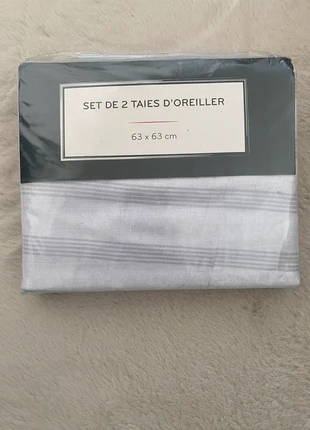 SET DE 2 TAIES D'OREILLER
63 x 63 cm